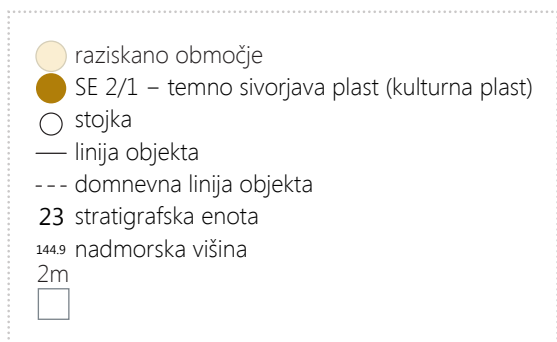 raziskano območje
SE 2/1 – temno sivorjava plast (kulturna plast)
stojka
linija objekta
domnevna linija objekta
23 stratigrafska enota
144.9 nadmorska višina
2m